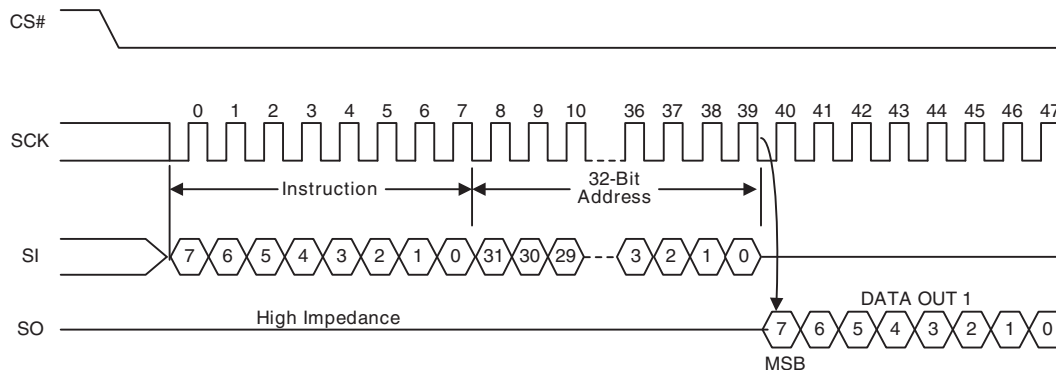 CS#
0 1 2 3 4 5 6 7 8 9 10 36 37 38 39 40 41 42 43 44 45 46 47
SCK
Instruction
32-Bit
Address
SI
7 6 5 4 3 2 1 0 31 30 29 3 2 1 0
DATA OUT 1
High Impedance
SO
7 6 5 4 3 2 1 0
MSB